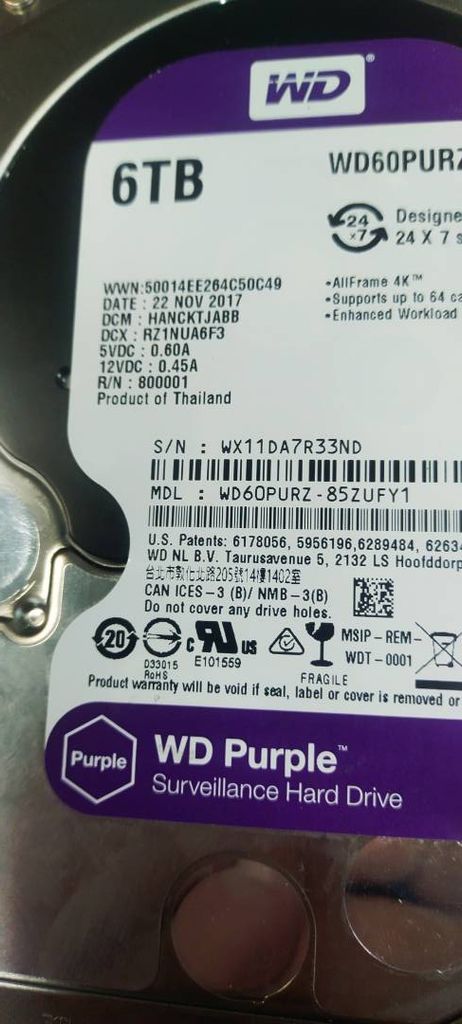 WD®
6TB
WD60PURZ
24
x7
Designe
24 X 7 s
WWN:50014EE264C50C49
DATE : 22 NOV 2017
DCM : HANCKTJABB
DCX : RZ1NUA6F3
5VDC : 0.60A
12VDC : 0.45A
R/N : 800001
Product of Thailand
•AllFrame 4K™
•Supports up to 64 ca
•Enhanced Workload
S/N : WX11DA7R33ND
MDL : WD60PURZ-85ZUFY1
U.S. Patents: 6178056, 5956196,6289484, 6263
WD NL B.V. Taurusavenue 5, 2132 LS Hoofddorp
台北市敦化北路205號14樓1402室
CAN ICES-3 (B)/ NMB-3(B)
Do not cover any drive holes.
20
D33015
RoHS
c RU US
E101559
FRAGILE
MSIP-REM-
WDT-0001
Product warranty will be void if seal, label or cover is removed or
Purple
WD Purple™
Surveillance Hard Drive